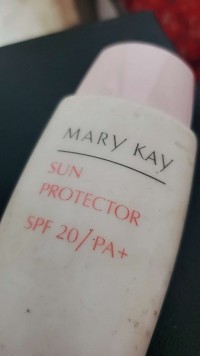 MARY KAY
SUN
PROTECTOR
SPF 20/PA+